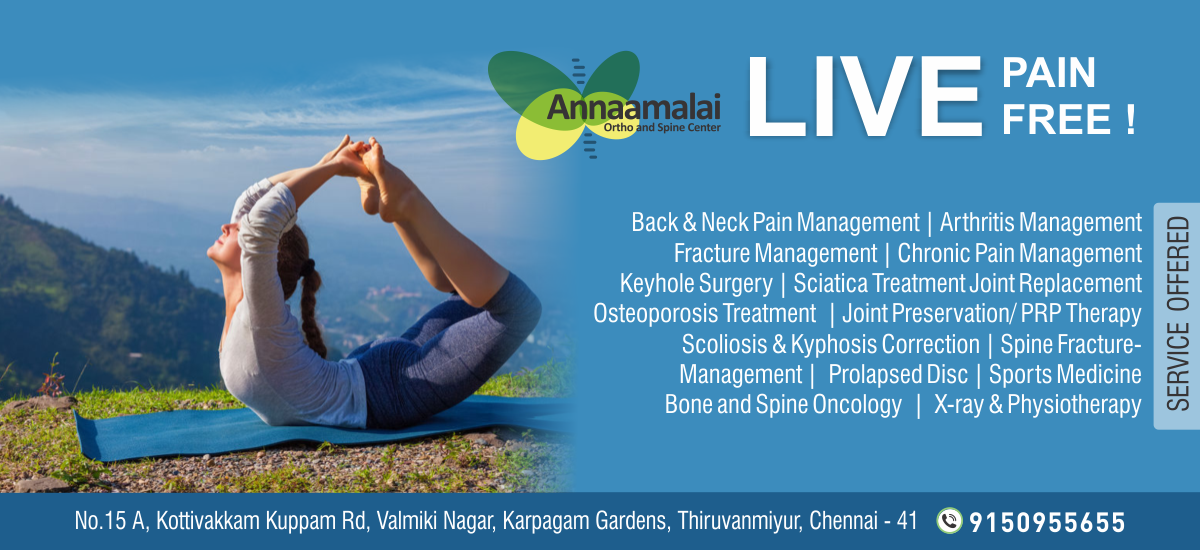 Annaamalai
Ortho and Spine Center
LIVE PAIN
FREE !
Back & Neck Pain Management | Arthritis Management
Fracture Management | Chronic Pain Management
Keyhole Surgery | Sciatica Treatment Joint Replacement
Osteoporosis Treatment | Joint Preservation/ PRP Therapy
Scoliosis & Kyphosis Correction | Spine Fracture-
Management | Prolapsed Disc | Sports Medicine
Bone and Spine Oncology | X-ray & Physiotherapy
SERVICE OFFERED
No.15 A, Kottivakkam Kuppam Rd, Valmiki Nagar, Karpagam Gardens, Thiruvanmiyur, Chennai - 41 9150955655